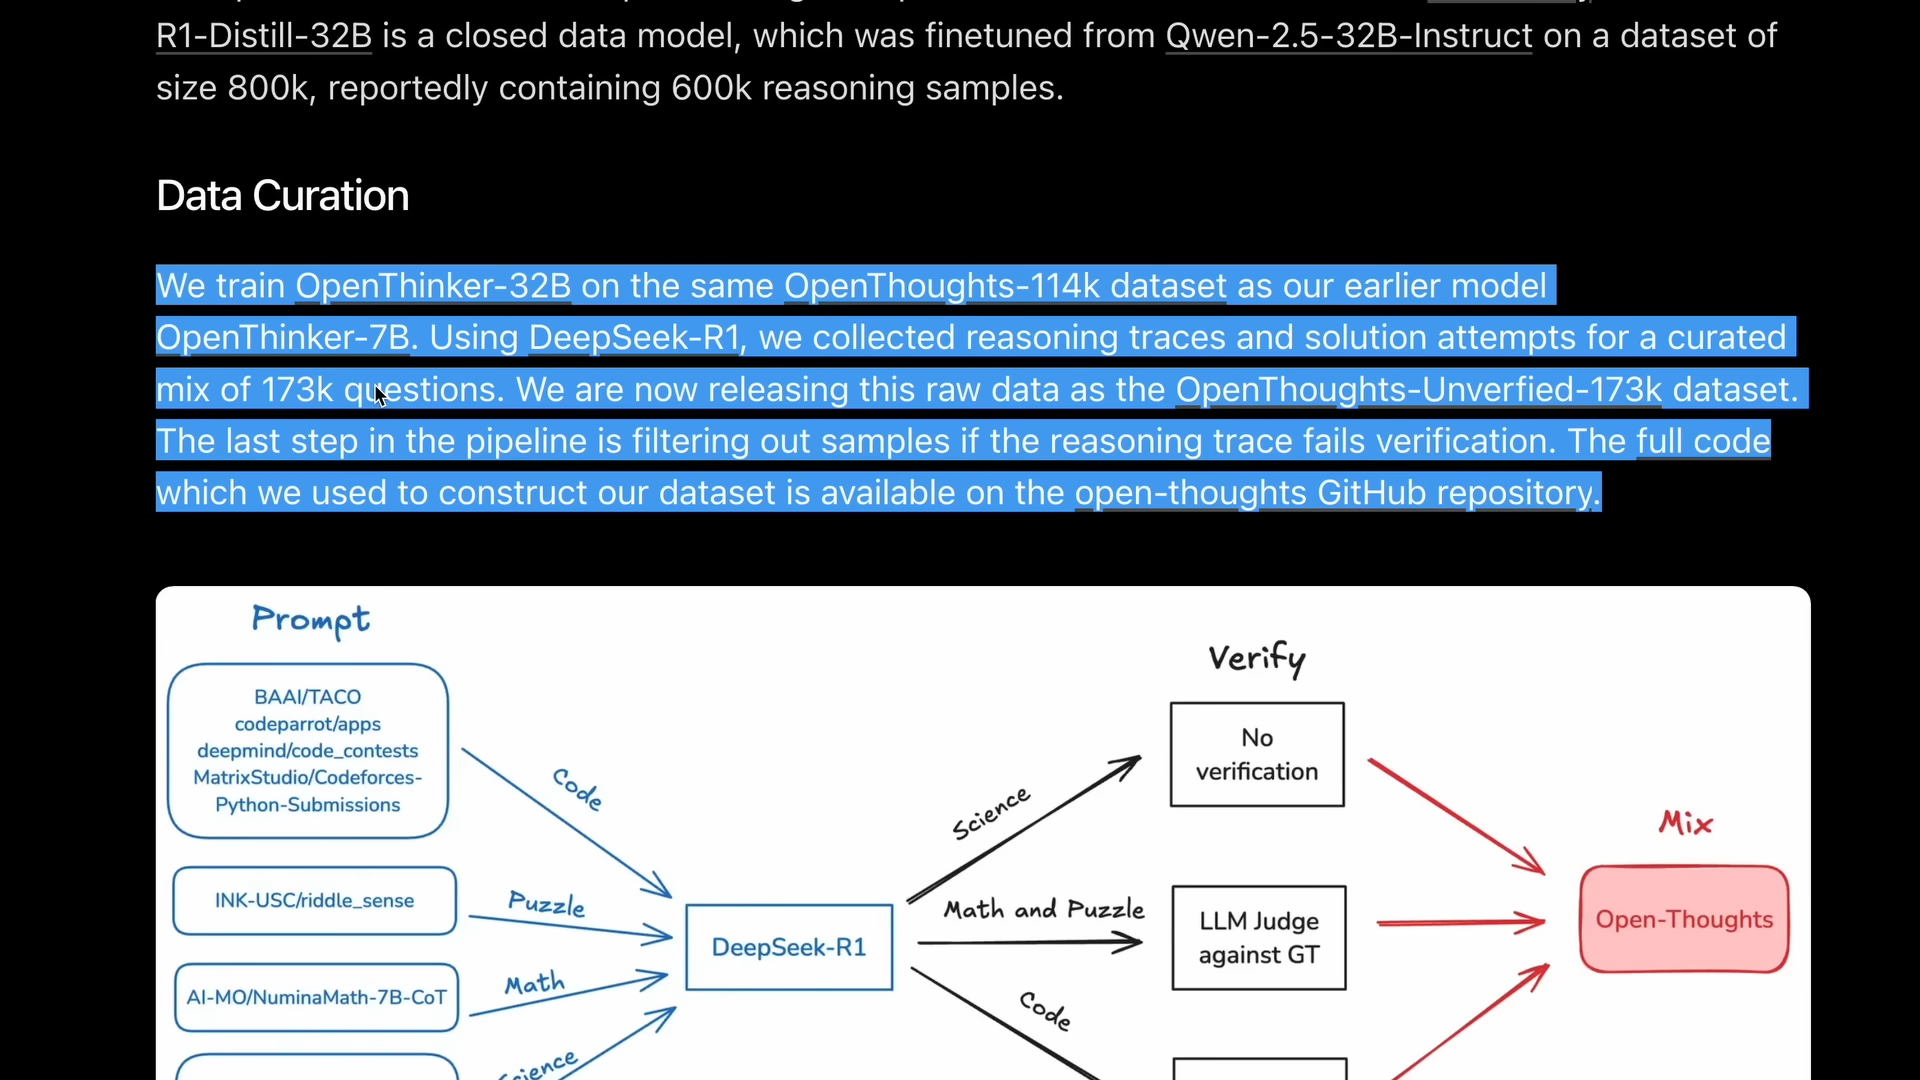 R1-Distill-32B is a closed data model, which was finetuned from Qwen-2.5-32B-Instruct on a dataset of
size 800k, reportedly containing 600k reasoning samples.
Data Curation
We train OpenThinker-32B on the same OpenThoughts-114k dataset as our earlier model
OpenThinker-7B. Using DeepSeek-R1, we collected reasoning traces and solution attempts for a curated
mix of 173k questions. We are now releasing this raw data as the OpenThoughts-Unverfied-173k dataset.
The last step in the pipeline is filtering out samples if the reasoning trace fails verification. The full code
which we used to construct our dataset is available on the open-thoughts GitHub repository.
Prompt
BAAI/TACO
codeparrot/apps
deepmind/code_contests
MatrixStudio/Codeforces-
Python-Submissions
INK-USC/riddle_sense
AI-MO/NuminaMath-7B-CoT
Code
Puzzle
Math
Science
DeepSeek-R1
Science
Math and Puzzle
Code
Verify
No
verification
LLM Judge
against GT
Mix
Open-Thoughts